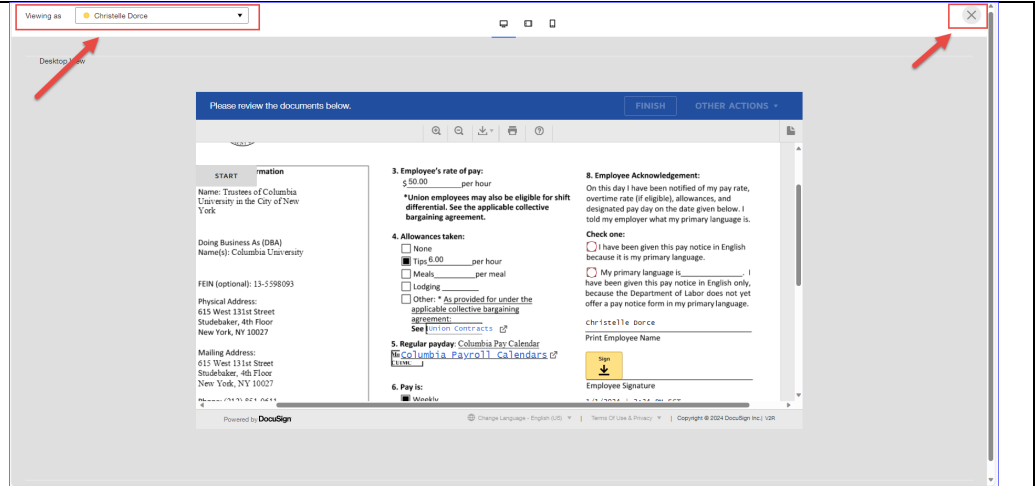 Viewing as
Christelle Dorce
Desktop View
Please review the documents below.
FINISH
OTHER ACTIONS
START
Name: Trustees of Columbia
University in the City of New
York
Doing Business As (DBA)
Name(s): Columbia University
FEIN (optional): 13-5598093
Physical Address:
615 West 131st Street
Studebaker, 4th Floor
New York, NY 10027
Mailing Address:
615 West 131st Street
Studebaker, 4th Floor
New York, NY 10027
3. Employee's rate of pay:
$ 50.00 per hour
*Union employees may also be eligible for shift
differential. See the applicable collective
bargaining agreement.
4. Allowances taken:
None
Tips 6.00 per hour
Meals per meal
Lodging
Other: * As provided for under the
applicable collective bargaining
agreement:
See Union Contracts
5. Regular payday: Columbia Pay Calendar
Columbia Payroll Calendars
6. Pay is:
Weekly
8. Employee Acknowledgement:
On this day I have been notified of my pay rate,
overtime rate (if eligible), allowances, and
designated pay day on the date given below. I
told my employer what my primary language is.
Check one:
I have been given this pay notice in English
because it is my primary language.
My primary language is . I
have been given this pay notice in English only,
because the Department of Labor does not yet
offer a pay notice form in my primary language.
Christelle Dorce
Print Employee Name
Sign
Employee Signature
Powered by DocuSign
Change Language - English (US)
Terms Of Use & Privacy
Copyright © 2024 DocuSign Inc. | V2R